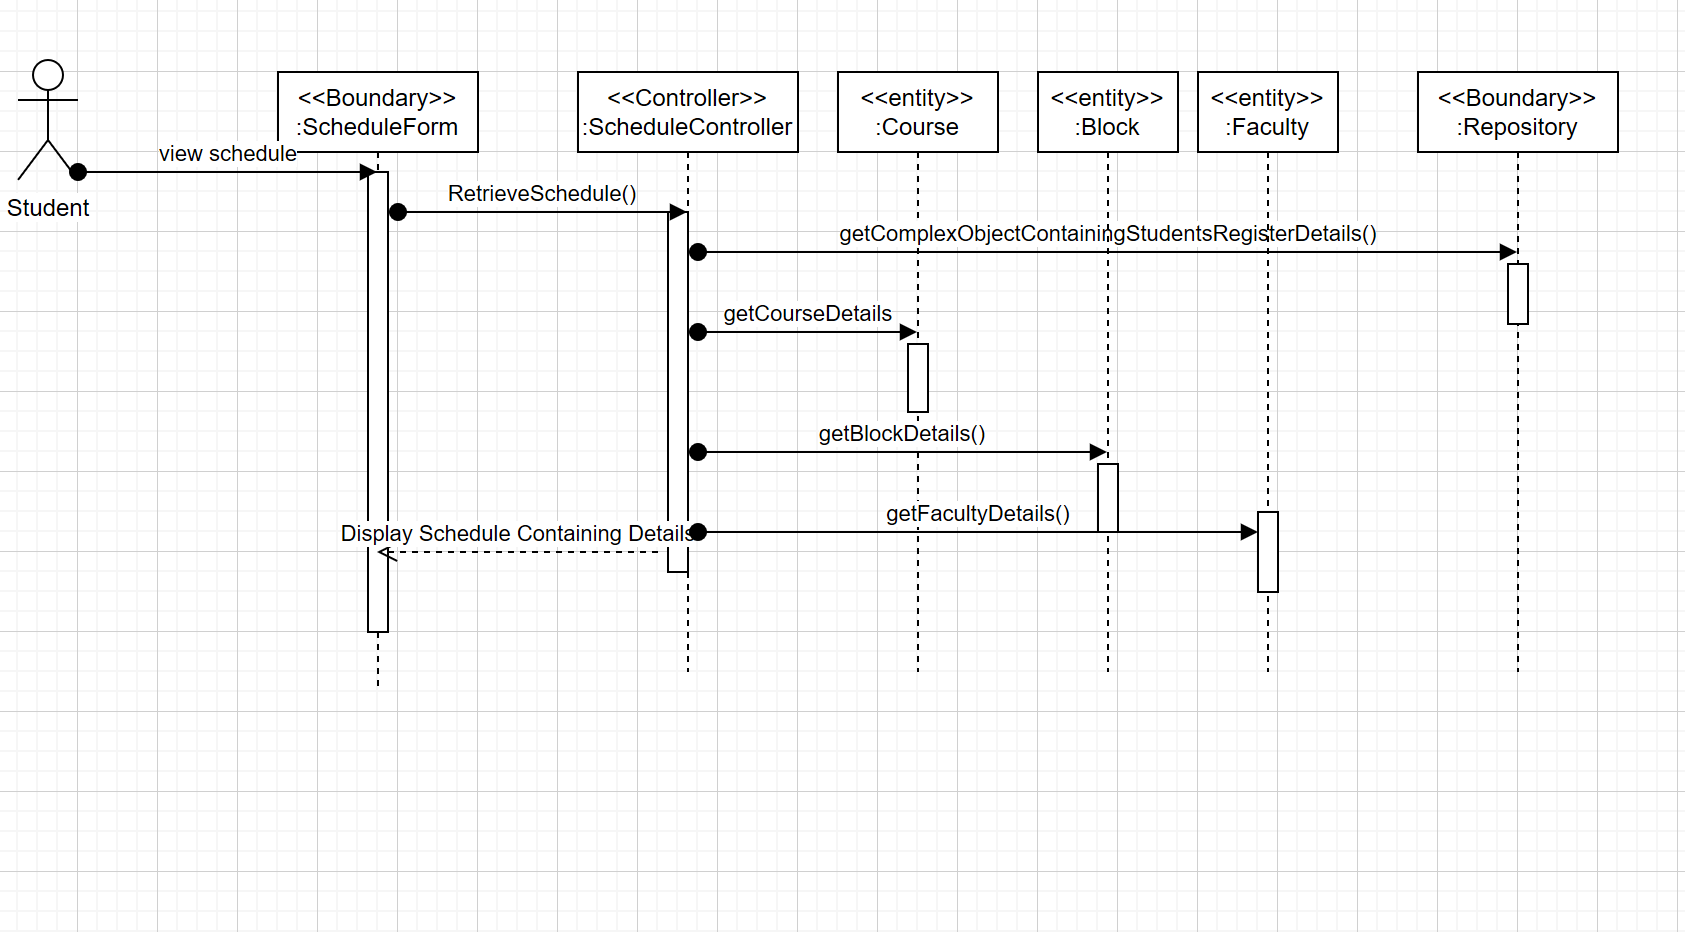 <<Boundary>>
:ScheduleForm
<<Controller>>
:ScheduleController
<<entity>>
:Course
<<entity>>
:Block
<<entity>>
:Faculty
<<Boundary>>
:Repository
view schedule
Student
RetrieveSchedule()
getComplexObjectContainingStudentsRegisterDetails()
getCourseDetails
getBlockDetails()
getFacultyDetails()
Display Schedule Containing Details